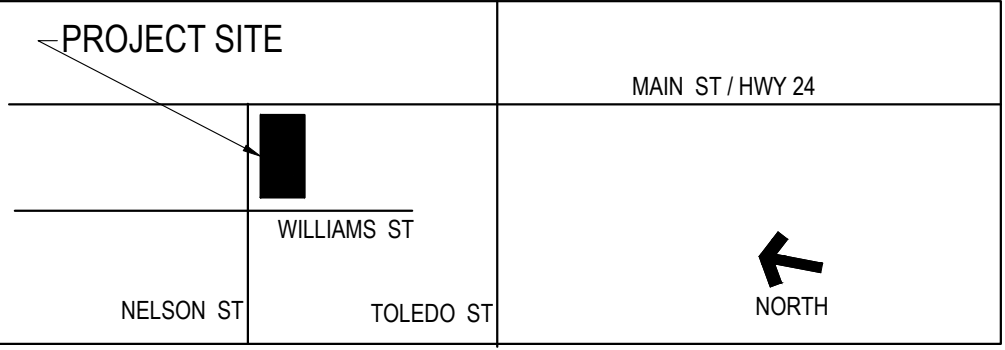 PROJECT SITE
MAIN ST / HWY 24
WILLIAMS ST
NELSON ST
TOLEDO ST
NORTH